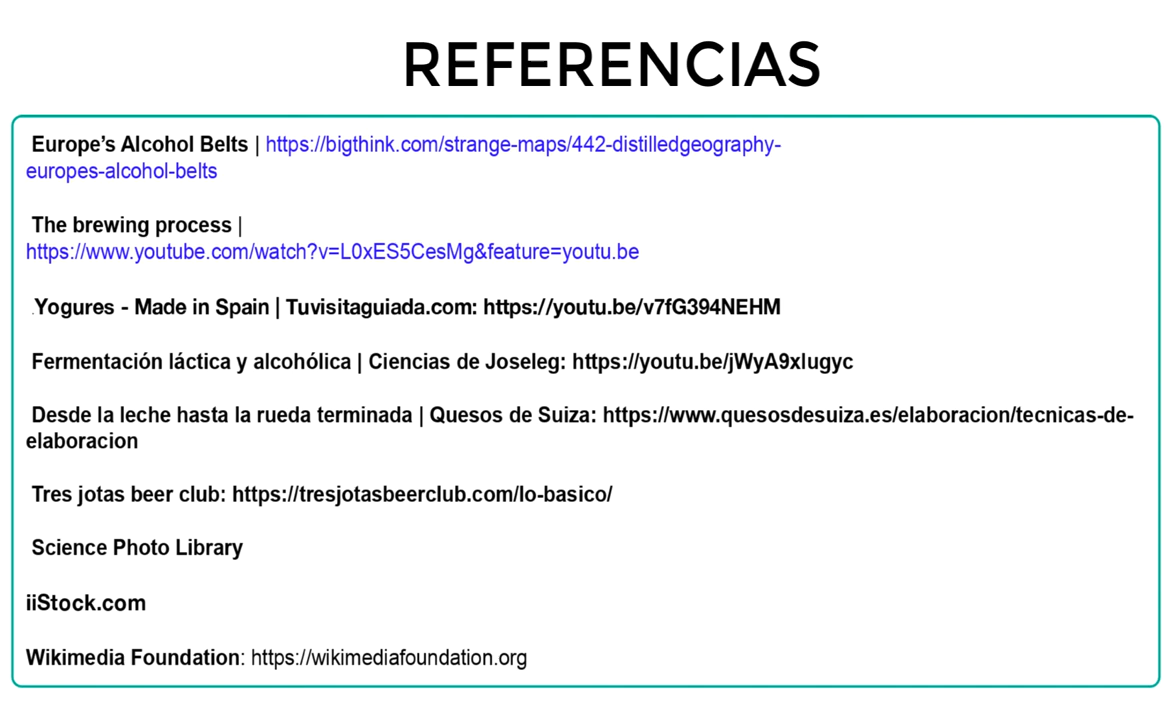 REFERENCIAS
Europe's Alcohol Belts | https://bigthink.com/strange-maps/442-distilledgeography-
europes-alcohol-belts
The brewing process |
https://www.youtube.com/watch?v=L0xES5CesMg&feature=youtu.be
.Yogures - Made in Spain | Tuvisitaguiada.com: https://youtu.be/v7fG394NEHM
Fermentación láctica y alcohólica | Ciencias de Joseleg: https://youtu.be/jWyA9xIugyc
Desde la leche hasta la rueda terminada | Quesos de Suiza: https://www.quesosdesuiza.es/elaboracion/tecnicas-de-
elaboracion
Tres jotas beer club: https://tresjotasbeerclub.com/lo-basico/
Science Photo Library
iiStock.com
Wikimedia Foundation: https://wikimediafoundation.org